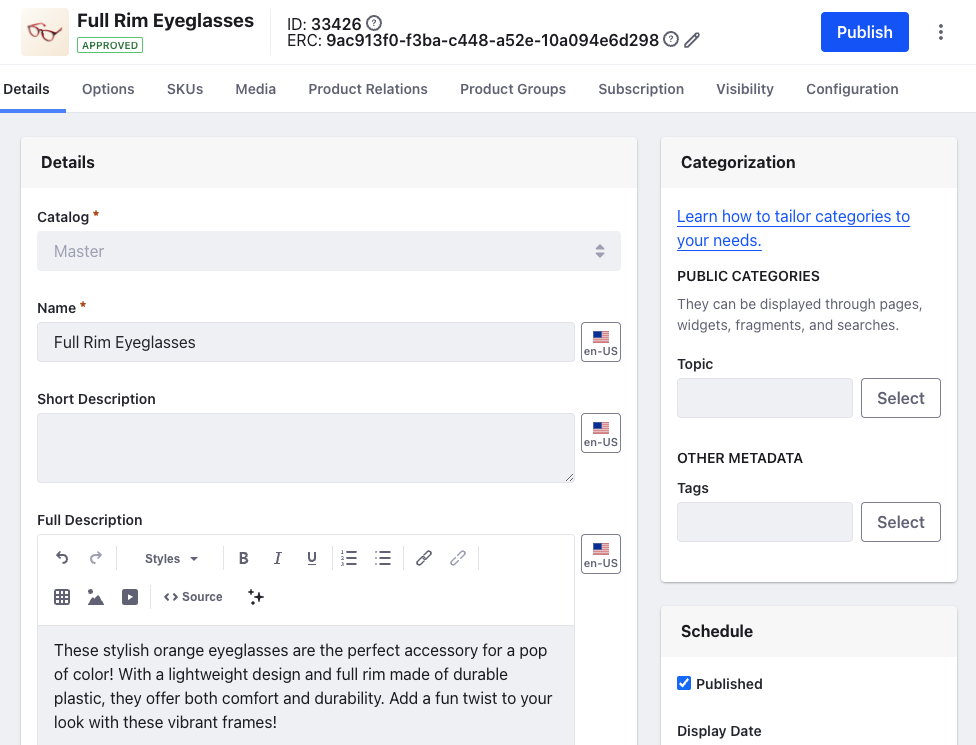 Full Rim Eyeglasses
APPROVED
ID: 33426
ERC: 9ac913f0-f3ba-c448-a52e-10a094e6d298
Publish
Details Options SKUs Media Product Relations Product Groups Subscription Visibility Configuration
Details
Catalog *
Master
Name *
Full Rim Eyeglasses
en-US
Short Description
en-US
Full Description
Styles B I U
en-US
<> Source
These stylish orange eyeglasses are the perfect accessory for a pop
of color! With a lightweight design and full rim made of durable
plastic, they offer both comfort and durability. Add a fun twist to your
look with these vibrant frames!
Categorization
Learn how to tailor categories to
your needs.
PUBLIC CATEGORIES
They can be displayed through pages,
widgets, fragments, and searches.
Topic
Select
OTHER METADATA
Tags
Select
Schedule
Published
Display Date